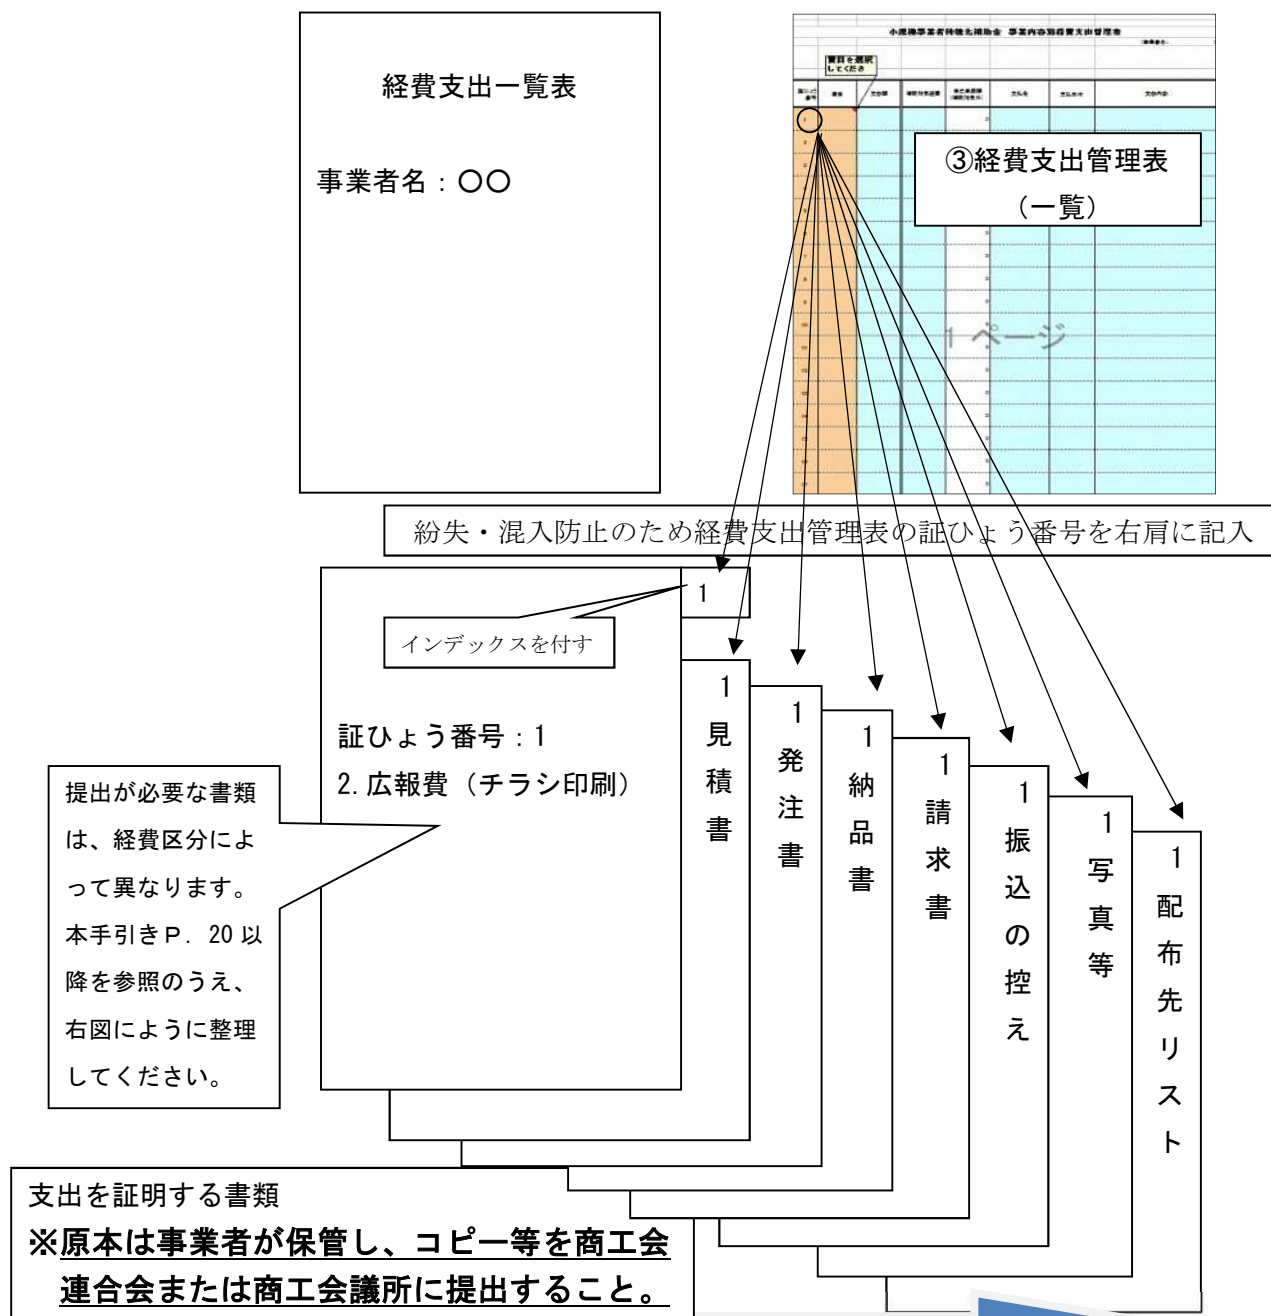 経費支出一覧表
事業者名：〇〇
小規模事業者持続化補助金 事業内容別経費支出管理表
費目を選択
してくださ
③経費支出管理表
（一覧）
1 ページ
紛失・混入防止のため経費支出管理表の証ひょう番号を右肩に記入
1
インデックスを付す
証ひょう番号：1
2.広報費（チラシ印刷）
提出が必要な書類
は、経費区分によ
って異なります。
本手引きＰ．20 以
降を参照のうえ、
右図にように整理
してください。
1 見積書
1 発注書
1 納品書
1 請求書
1 振込の控え
1 写真等
1 配布先リスト
支出を証明する書類
※原本は事業者が保管し、コピー等を商工会
連合会または商工会議所に提出すること。